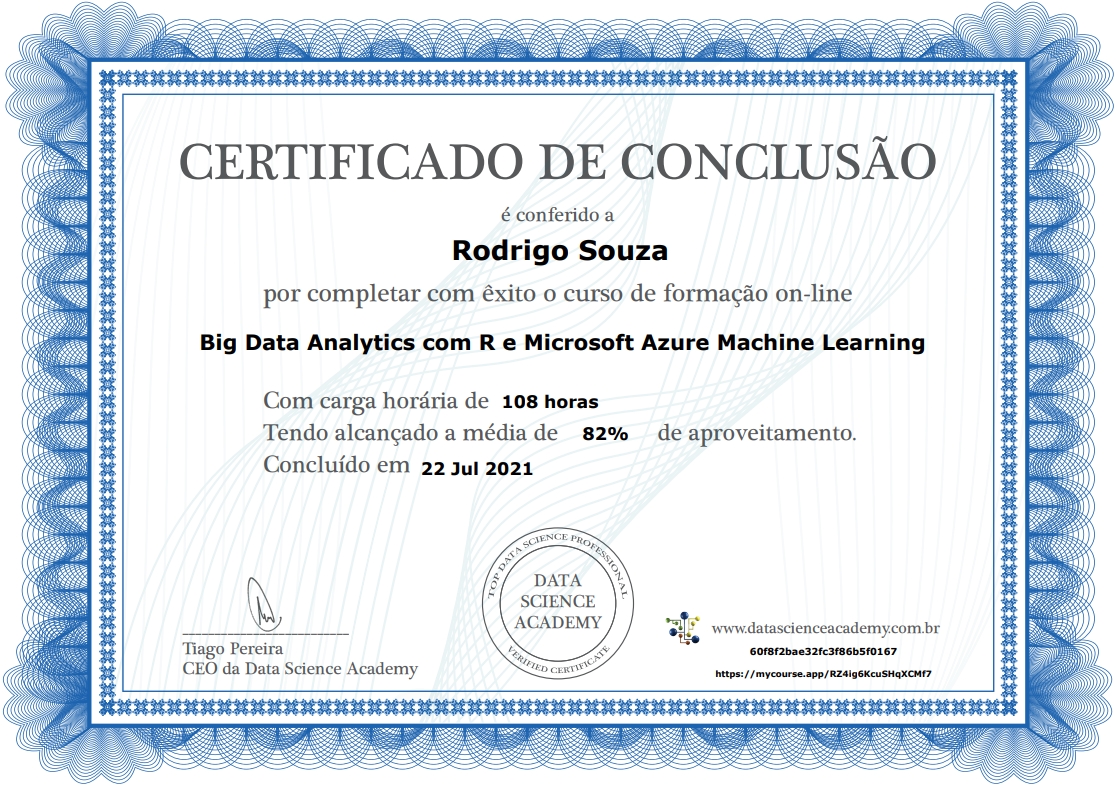 CERTIFICADO DE CONCLUSÃO
é conferido a
Rodrigo Souza
por completar com êxito o curso de formação on-line
Big Data Analytics com R e Microsoft Azure Machine Learning
Com carga horária de 108 horas
Tendo alcançado a média de 82% de aproveitamento.
Concluído em 22 Jul 2021
TOP DATA SCIENCE PROFESSIONAL
DATA
SCIENCE
ACADEMY
VERIFIED CERTIFICATE
Tiago Pereira
CEO da Data Science Academy
www.datascienceacademy.com.br
60f8f2bae32fc3f86b5f0167
https://mycourse.app/RZ4ig6KcuSHqXCMf7